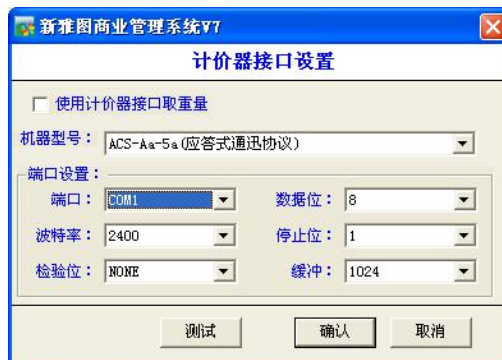 新雅图商业管理系统V7
计价器接口设置
使用计价器接口取重量
机器型号： ACS-Aa-5a(应答式通迅协议)
端口设置：
端口： COM1 数据位： 8
波特率： 2400 停止位： 1
检验位： NONE 缓冲： 1024
测试 确认 取消